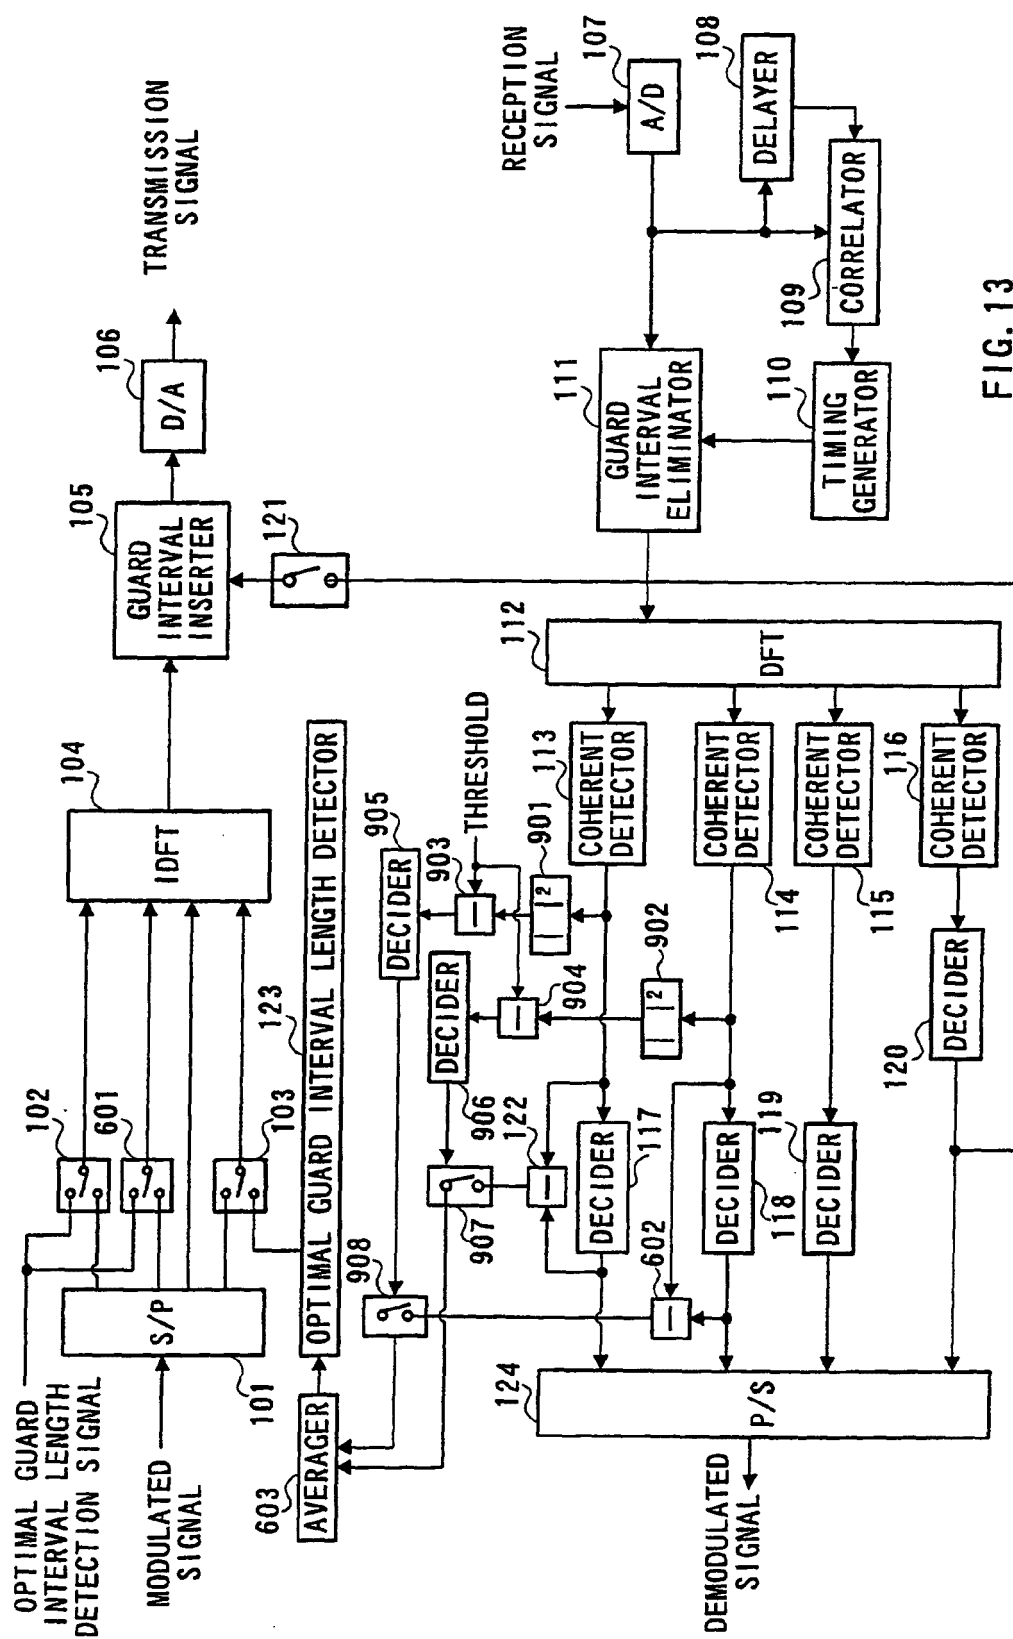 OPTIMAL GUARD
INTERVAL LENGTH
DETECTION SIGNAL
MODULATED
SIGNAL
S/P
101
102
601
103
IDFT
104
GUARD
INTERVAL
INSERTER
105
D/A
106
TRANSMISSION
SIGNAL
121
AVERAGER
603
OPTIMAL GUARD INTERVAL LENGTH DETECTOR
123
908
907
DECIDER
905
DECIDER
906
903
904
THRESHOLD
| |²
901
| |²
902
122
602
DECIDER
117
DECIDER
118
DECIDER
119
DECIDER
120
COHERENT
DETECTOR
113
COHERENT
DETECTOR
114
COHERENT
DETECTOR
115
COHERENT
DETECTOR
116
DFT
112
GUARD
INTERVAL
ELIMINATOR
111
TIMING
GENERATOR
110
CORRELATOR
109
DELAYER
108
A/D
107
RECEPTION
SIGNAL
P/S
124
DEMODULATED
SIGNAL
FIG. 13